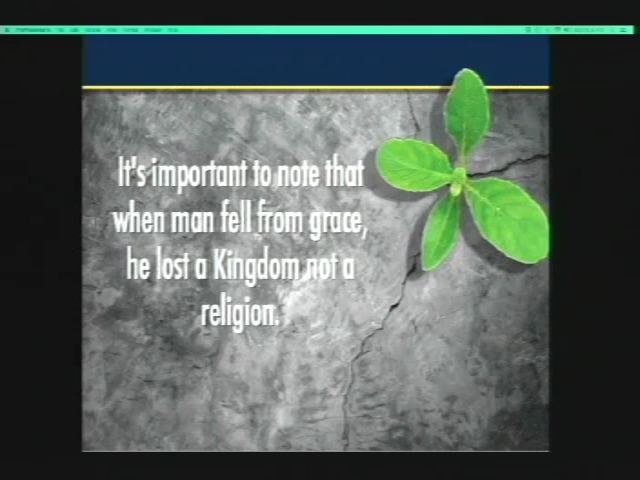 It's important to note that
when man fell from grace,
he lost a Kingdom not a
religion.